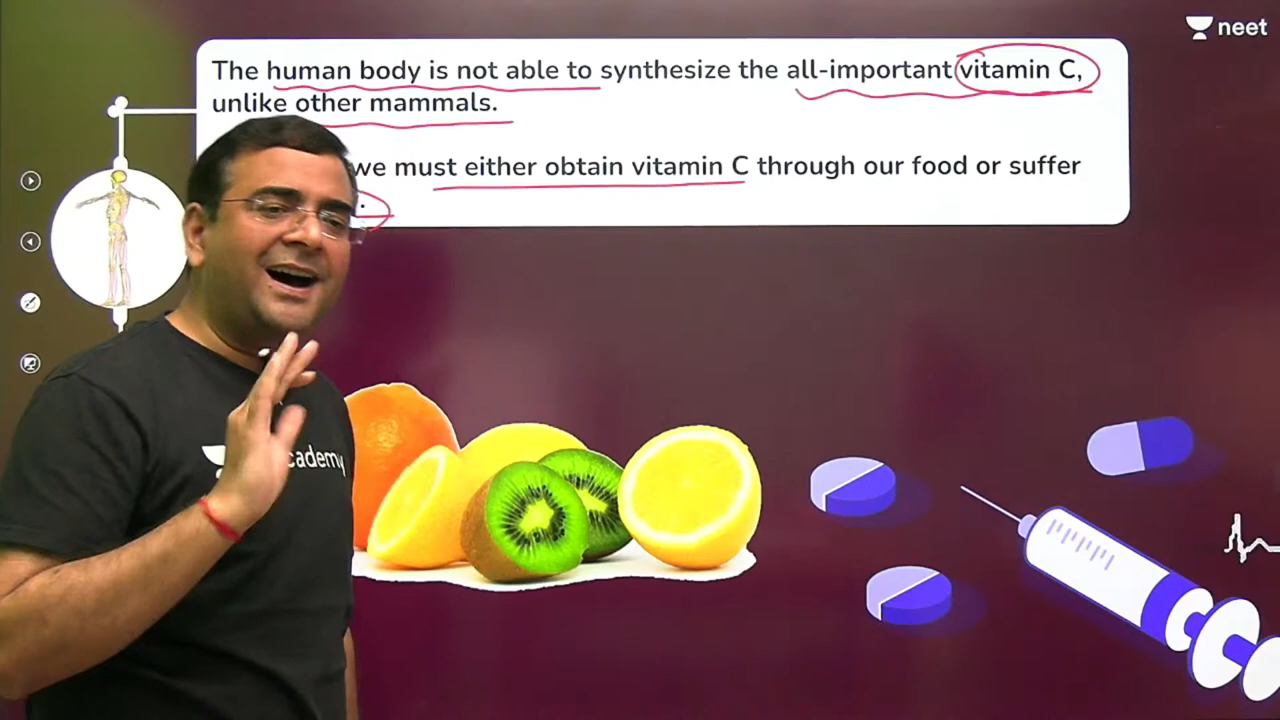 neet
The human body is not able to synthesize the all-important vitamin C,
unlike other mammals.
we must either obtain vitamin C through our food or suffer
cademy